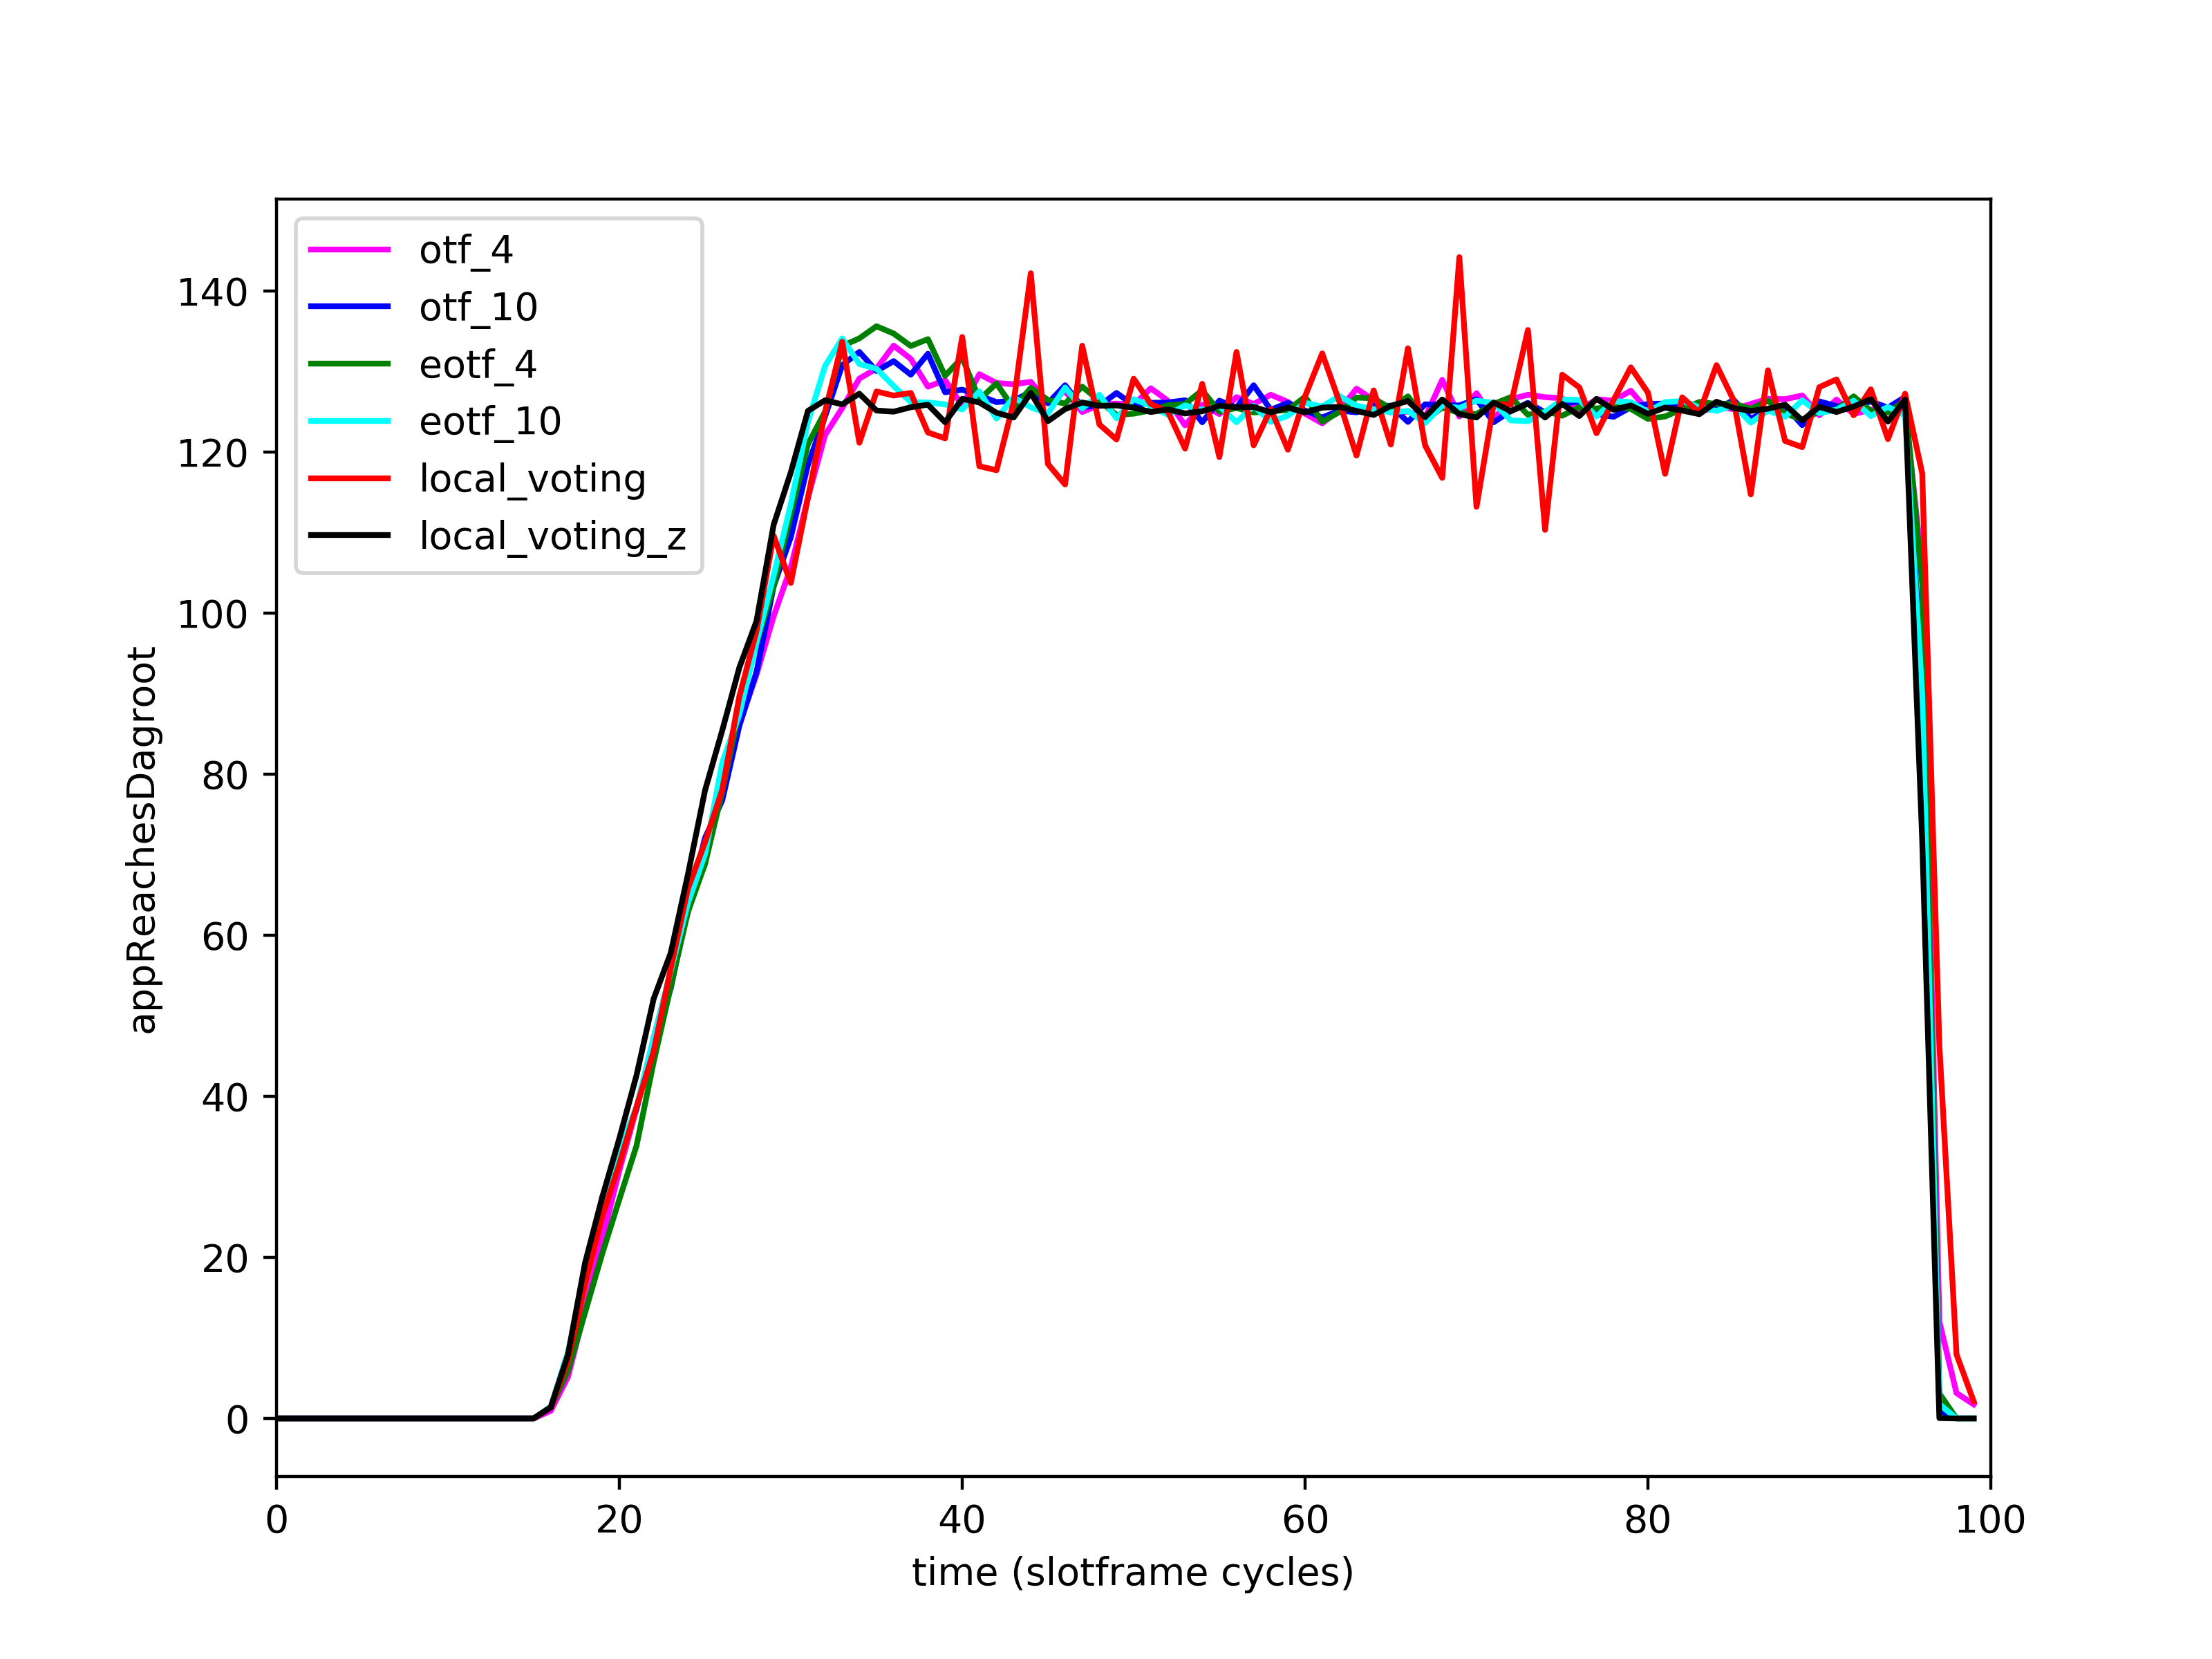 otf_4
otf_10
eotf_4
eotf_10
local_voting
local_voting_z
140
120
100
80
60
40
20
0
appReachesDagroot
0 20 40 60 80 100
time (slotframe cycles)